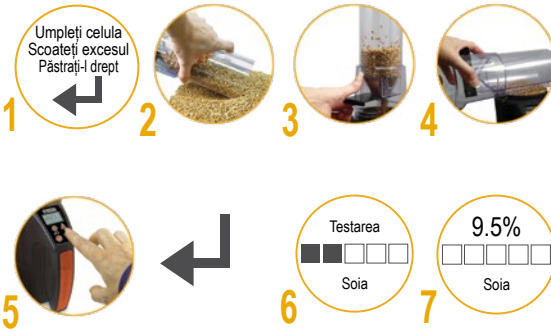 Umpleți celula
Scoateți excesul
Păstrați-l drept
1
2
3
4
5
Testarea
Soia
6
9.5%
Soia
7